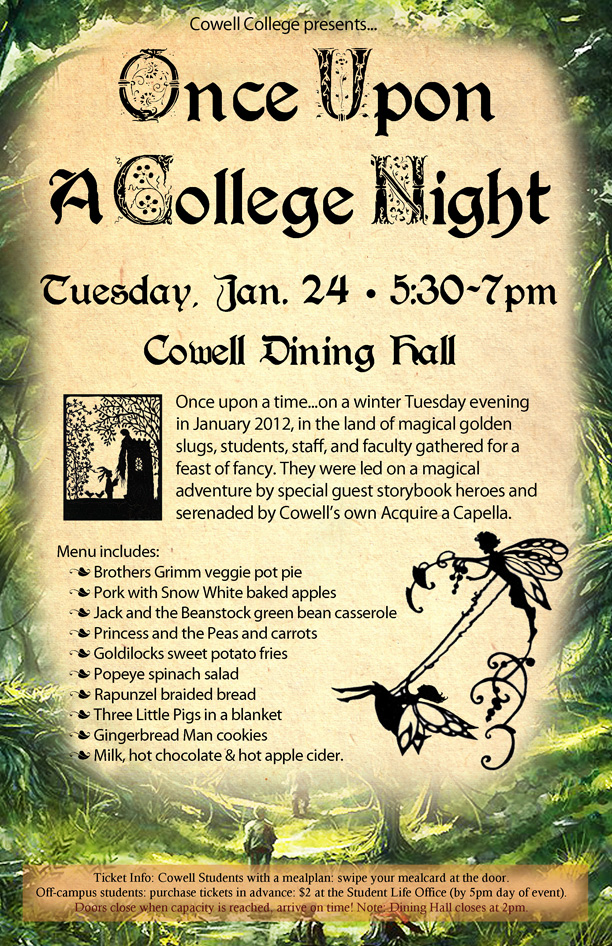 Cowell College presents...
Once Upon
A College Night
Tuesday, Jan. 24 • 5:30-7pm
Cowell Dining Hall
Once upon a time...on a winter Tuesday evening
in January 2012, in the land of magical golden
slugs, students, staff, and faculty gathered for a
feast of fancy. They were led on a magical
adventure by special guest storybook heroes and
serenaded by Cowell's own Acquire a Capella.
Menu includes:
Brothers Grimm veggie pot pie
Pork with Snow White baked apples
Jack and the Beanstock green bean casserole
Princess and the Peas and carrots
Goldilocks sweet potato fries
Popeye spinach salad
Rapunzel braided bread
Three Little Pigs in a blanket
Gingerbread Man cookies
Milk, hot chocolate & hot apple cider.
Ticket Info: Cowell Students with a mealplan: swipe your mealcard at the door.
Off-campus students: purchase tickets in advance: $2 at the Student Life Office (by 5pm day of event).
Doors close when capacity is reached, arrive on time! Note: Dining Hall closes at 2pm.